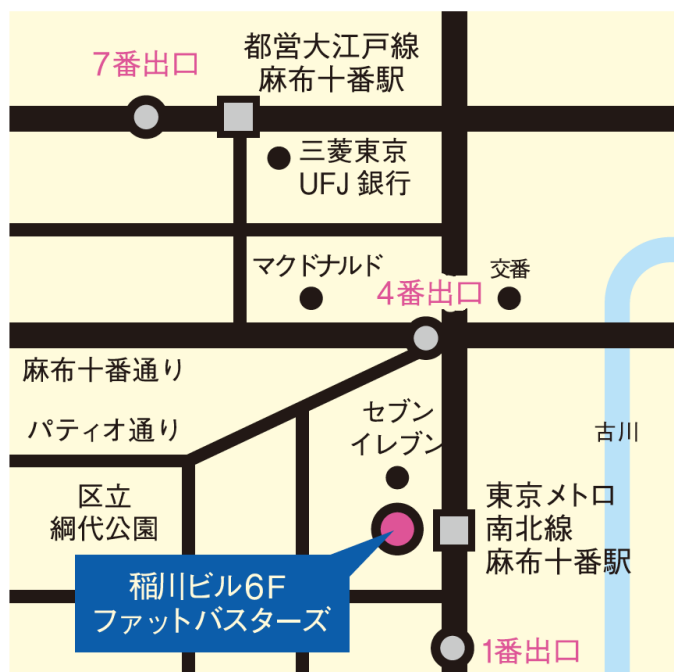 都営大江戸線
麻布十番駅
7番出口
三菱東京
UFJ銀行
マクドナルド
交番
4番出口
麻布十番通り
パティオ通り
セブン
イレブン
古川
区立
綱代公園
東京メトロ
南北線
麻布十番駅
稲川ビル6F
ファットバスターズ
1番出口